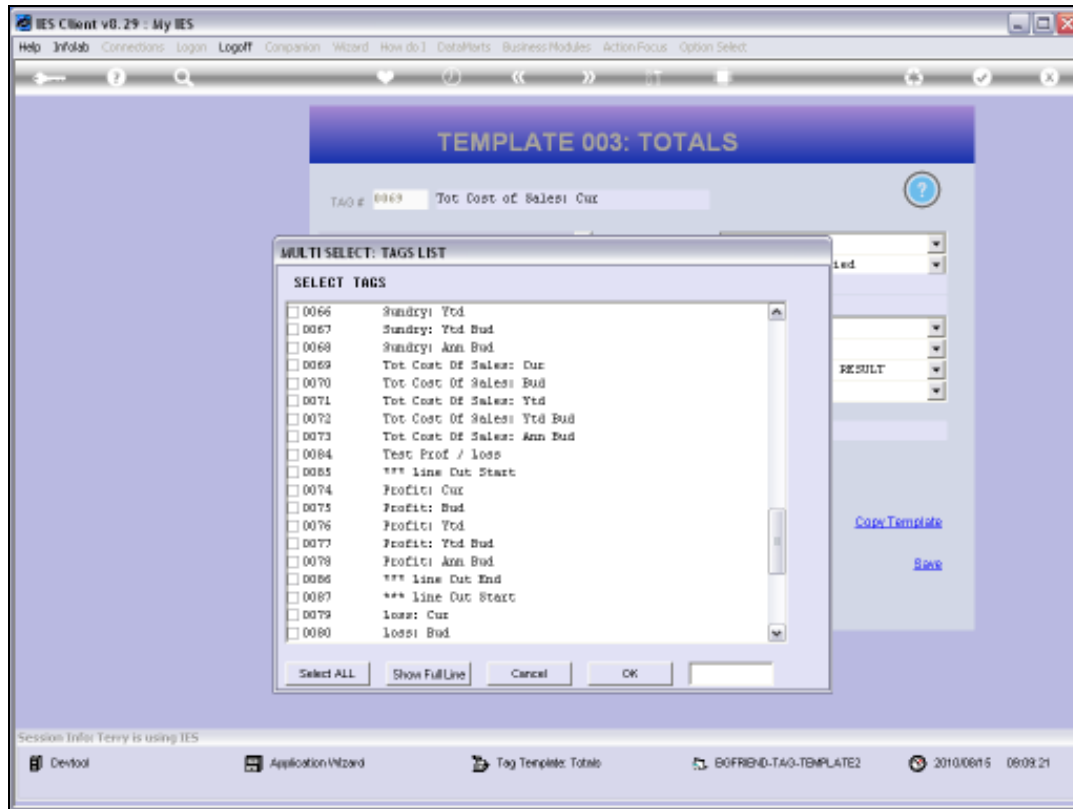 IES Client v8.29 : My IES
Help Infolab Connections Logon Logoff Companion Wizard How do I DataMarts Business Modules Action Focus Option Select
TEMPLATE 003: TOTALS
TAG # 0069 Tot Cost of Sales: Cur
MULTI SELECT: TAGS LIST
SELECT TAGS
0066 Sundry: Ytd
0067 Sundry: Ytd Bud
0068 Sundry: Ann Bud
0069 Tot Cost Of Sales: Cur
0070 Tot Cost Of Sales: Bud
0071 Tot Cost Of Sales: Ytd
0072 Tot Cost Of Sales: Ytd Bud
0073 Tot Cost Of Sales: Ann Bud
0084 Test Prof / Loss
0085 *** Line Cut Start
0074 Profit: Cur
0075 Profit: Bud
0076 Profit: Ytd
0077 Profit: Ytd Bud
0078 Profit: Ann Bud
0086 *** Line Cut End
0087 *** Line Cut Start
0079 Loss: Cur
0080 Loss: Bud
RESULT
Copy Template
Save
Select ALL Show Full Line Cancel OK
Session Info: Terry is using IES
Devtool Application Wizard Tag Template: Totals BGFRIEND-TAG-TEMPLATE2 2010/08/15 09:09:21